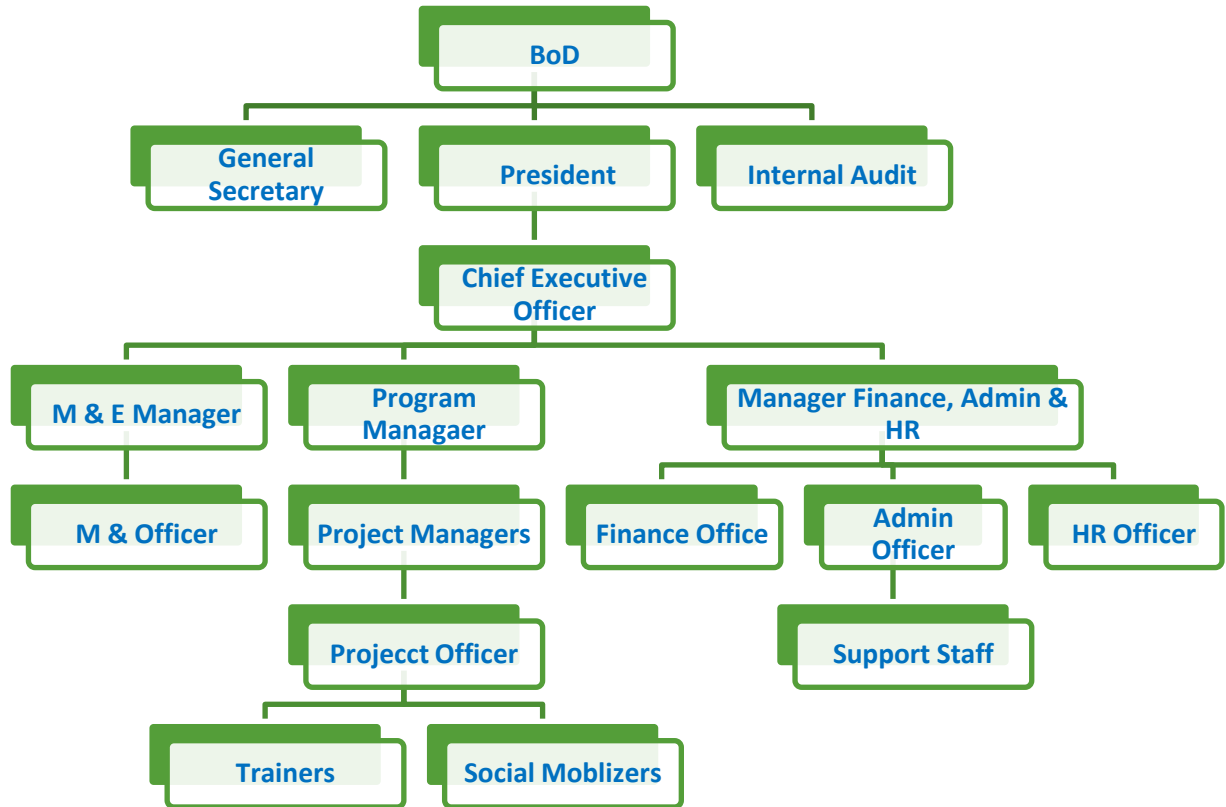 BoD
General
Secretary
President
Internal Audit
Chief Executive
Officer
M & E Manager
Program
Managaer
Manager Finance, Admin &
HR
M & Officer
Project Managers
Finance Office
Admin
Officer
HR Officer
Projecct Officer
Support Staff
Trainers
Social Moblizers